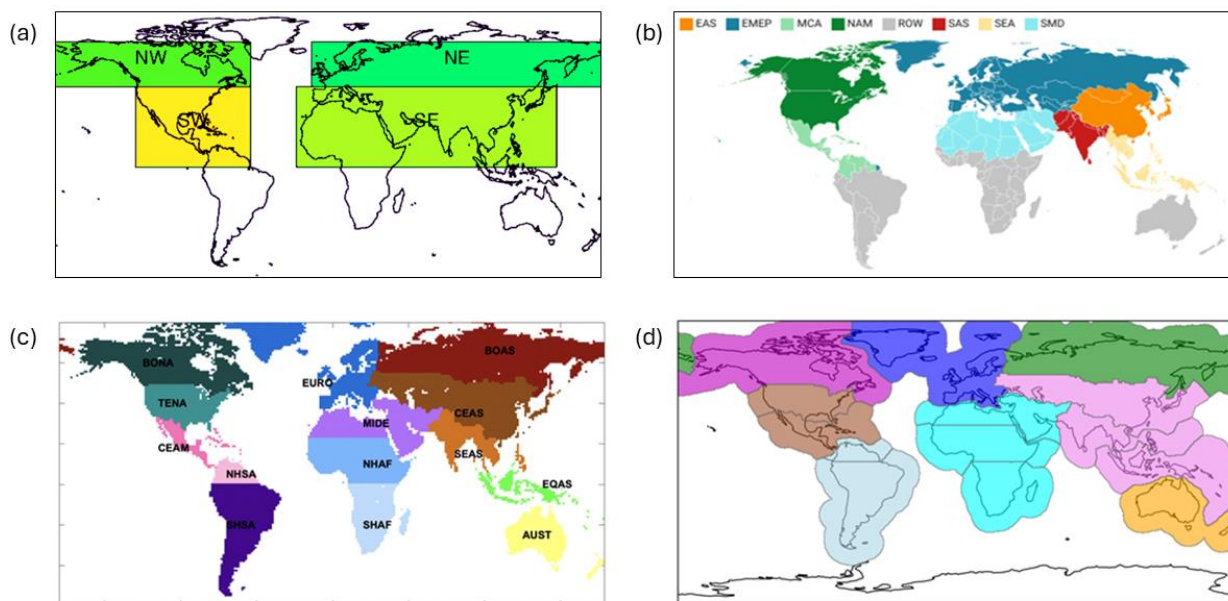 (a)
NW
NE
SW
SE
(b)
EAS EMEP MCA NAM ROW SAS SEA SMD
(c)
BONA
BOAS
EURO
TENA
CEAS
MIDE
CEAM
SEAS
NHSA
NHAF
EQAS
SHSA
SHAF
AUST
(d)